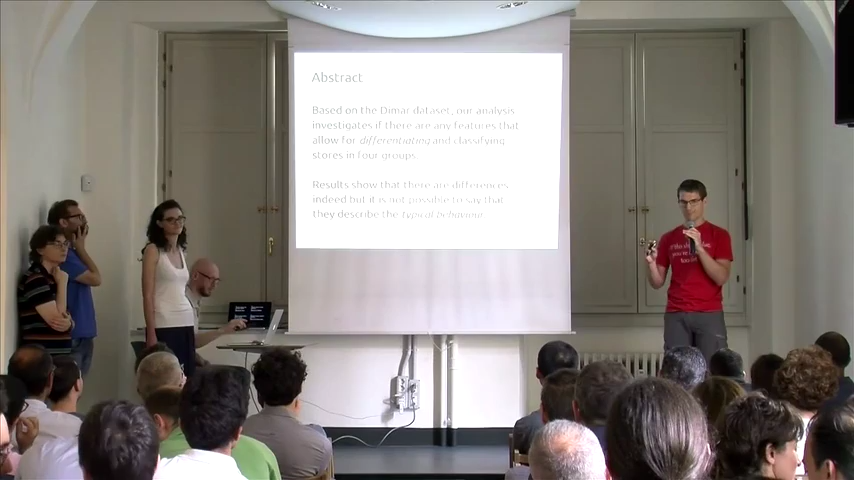 Abstract
Based on the Dimar dataset, our analysis
investigates if there are any features that
allow for differentiating and classifying
stores in four groups.
Results show that there are differences
indeed but it is not possible to say that
they describe the typical behaviour